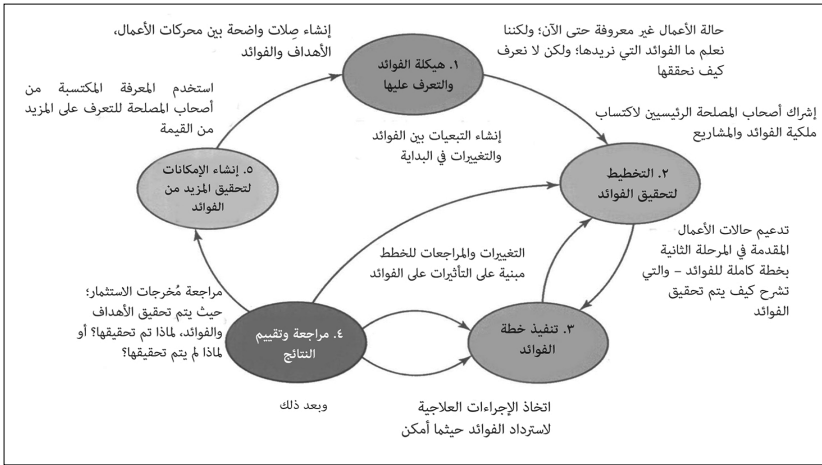 إنشاء صِلات واضحة بين محركات الأعمال،
الأهداف والفوائد
١. هيكلة الفوائد
والتعرف عليها
حالة الأعمال غير معروفة حتى الآن؛ ولكننا
نعلم ما الفوائد التي نريدها؛ ولكن لا نعرف
كيف نحققها
إشراك أصحاب المصلحة الرئيسيين لاكتساب
ملكية الفوائد والمشاريع
إنشاء التبعيات بين الفوائد
والتغييرات في البداية
استخدم المعرفة المكتسبة من
أصحاب المصلحة للتعرف على المزيد
من القيمة
٢. التخطيط
لتحقيق الفوائد
٥. إنشاء الإمكانات
لتحقيق المزيد من
الفوائد
تدعيم حالات الأعمال
المقدمة في المرحلة الثانية
بخطة كاملة للفوائد – والتي
تشرح كيف يتم تحقيق
الفوائد
التغييرات والمراجعات للخطط
مبنية على التأثيرات على الفوائد
مراجعة مُخرجات الاستثمار؛
حيث يتم تحقيق الأهداف
والفوائد، لماذا تم تحقيقها؟ أو
لماذا لم يتم تحقيقها؟
٣. تنفيذ خطة
الفوائد
٤. مراجعة وتقييم
النتائج
اتخاذ الإجراءات العلاجية
لاسترداد الفوائد حيثما أمكن
وبعد ذلك